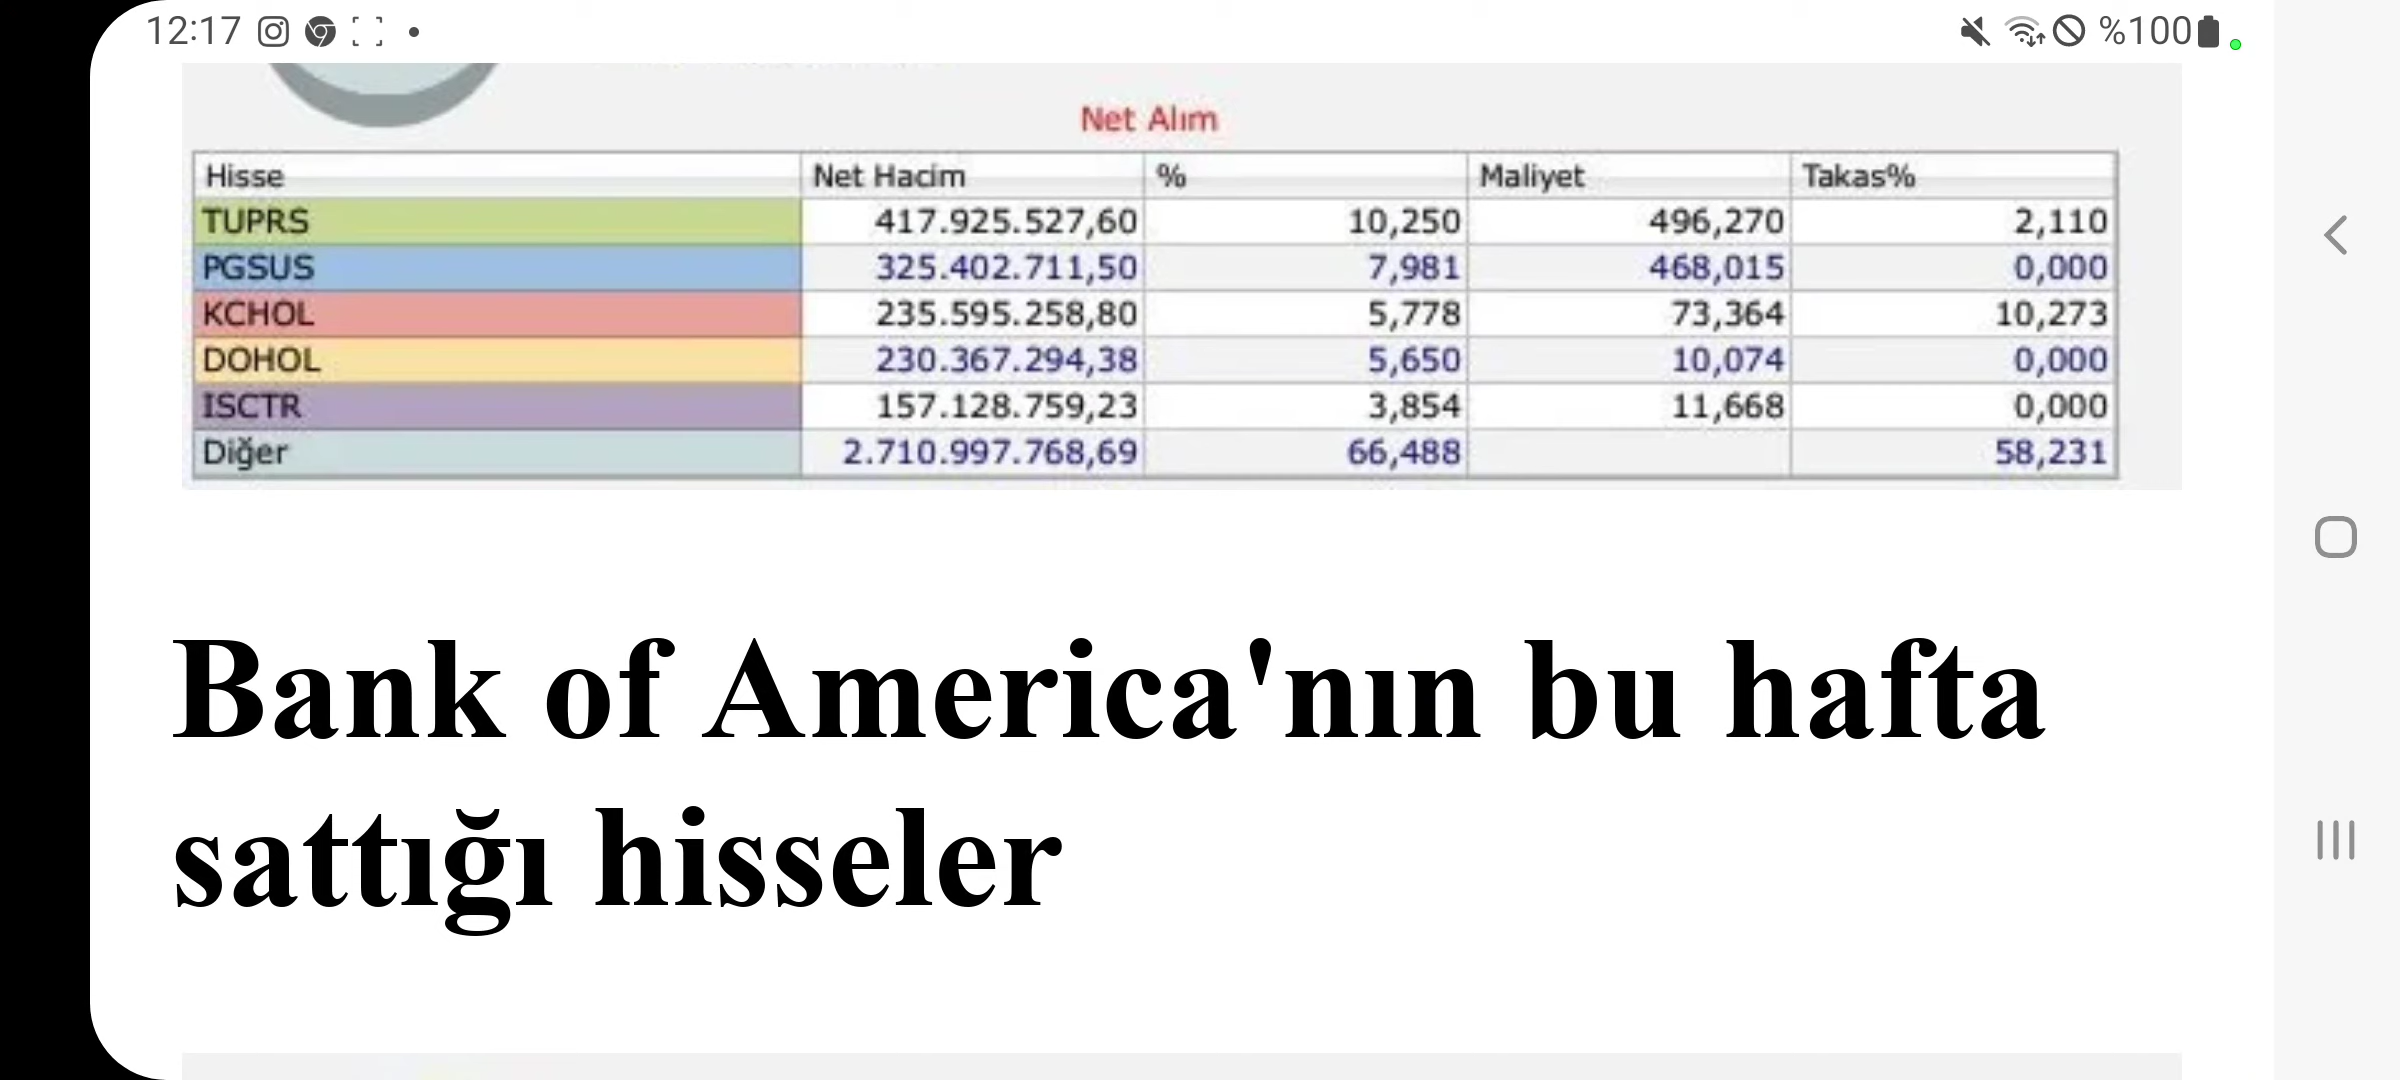 12:17 %100
Net Alım
Hisse Net Hacim % Maliyet Takas%
TUPRS 417.925.527,60 10,250 496,270 2,110
PGSUS 325.402.711,50 7,981 468,015 0,000
KCHOL 235.595.258,80 5,778 73,364 10,273
DOHOL 230.367.294,38 5,650 10,074 0,000
ISCTR 157.128.759,23 3,854 11,668 0,000
Diğer 2.710.997.768,69 66,488 58,231
Bank of America'nın bu hafta
sattığı hisseler